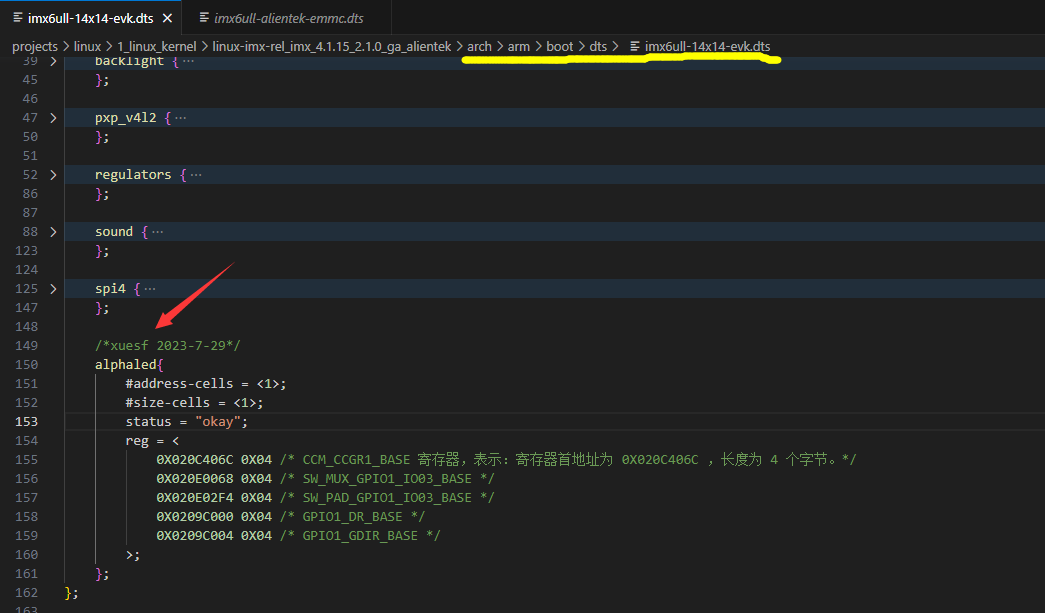 imx6ull-14x14-evk.dts
imx6ull-alientek-emmc.dts
projects > linux > 1_linux_kernel > linux-imx-rel_imx_4.1.15_2.1.0_ga_alientek > arch > arm > boot > dts > imx6ull-14x14-evk.dts
39 backlight {…
45 };
46
47 pxp_v4l2 {…
50 };
51
52 regulators {…
86 };
87
88 sound {…
123 };
124
125 spi4 {…
147 };
148
149 /*xuesf 2023-7-29*/
150 alphaled{
151 #address-cells = <1>;
152 #size-cells = <1>;
153 status = "okay";
154 reg = <
155 0X020C406C 0X04 /* CCM_CCGR1_BASE 寄存器，表示：寄存器首地址为 0X020C406C ，长度为 4 个字节。*/
156 0X020E0068 0X04 /* SW_MUX_GPIO1_IO03_BASE */
157 0X020E02F4 0X04 /* SW_PAD_GPIO1_IO03_BASE */
158 0X0209C000 0X04 /* GPIO1_DR_BASE */
159 0X0209C004 0X04 /* GPIO1_GDIR_BASE */
160 >;
161 };
162 };
163